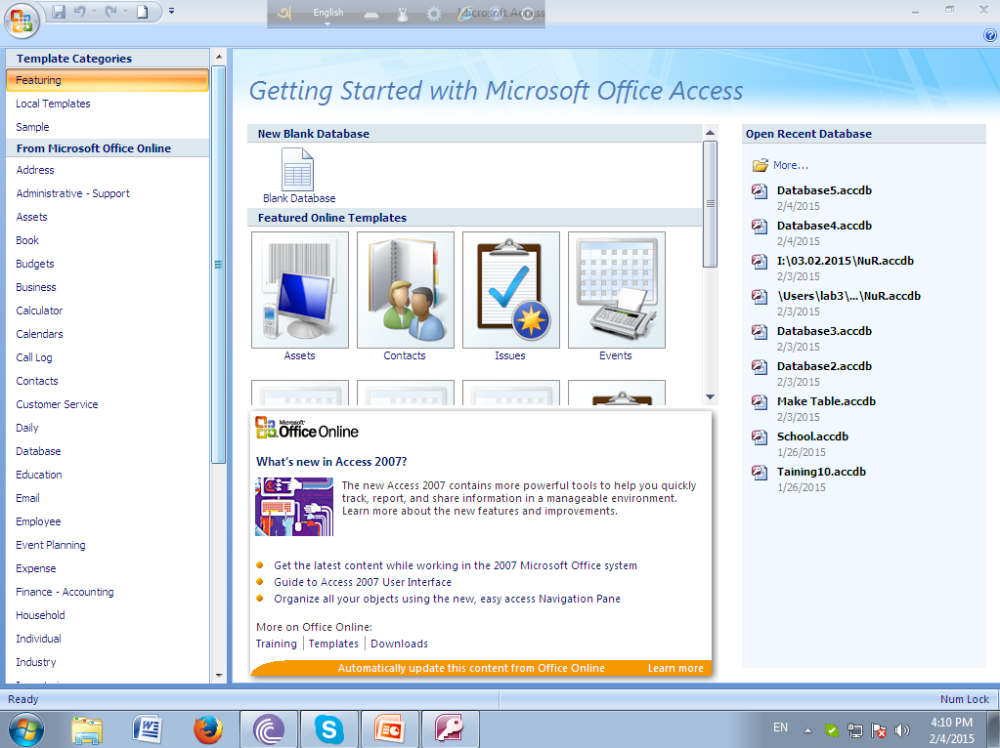 English
Microsoft Access
Template Categories
Featuring
Local Templates
Sample
From Microsoft Office Online
Address
Administrative - Support
Assets
Book
Budgets
Business
Calculator
Calendars
Call Log
Contacts
Customer Service
Daily
Database
Education
Email
Employee
Event Planning
Expense
Finance - Accounting
Household
Individual
Industry
Getting Started with Microsoft Office Access
New Blank Database
Blank Database
Featured Online Templates
Assets
Contacts
Issues
Events
Microsoft
Office Online
What's new in Access 2007?
The new Access 2007 contains more powerful tools to help you quickly
track, report, and share information in a manageable environment.
Learn more about the new features and improvements.
Get the latest content while working in the 2007 Microsoft Office system
Guide to Access 2007 User Interface
Organize all your objects using the new, easy access Navigation Pane
More on Office Online:
Training | Templates | Downloads
Automatically update this content from Office Online Learn more
Open Recent Database
More...
Database5.accdb
2/4/2015
Database4.accdb
2/4/2015
I:\03.02.2015\NuR.accdb
2/3/2015
\Users\lab3\...\NuR.accdb
2/3/2015
Database3.accdb
2/3/2015
Database2.accdb
2/3/2015
Make Table.accdb
2/3/2015
School.accdb
1/26/2015
Taining10.accdb
1/26/2015
Ready
Num Lock
EN
4:10 PM
2/4/2015